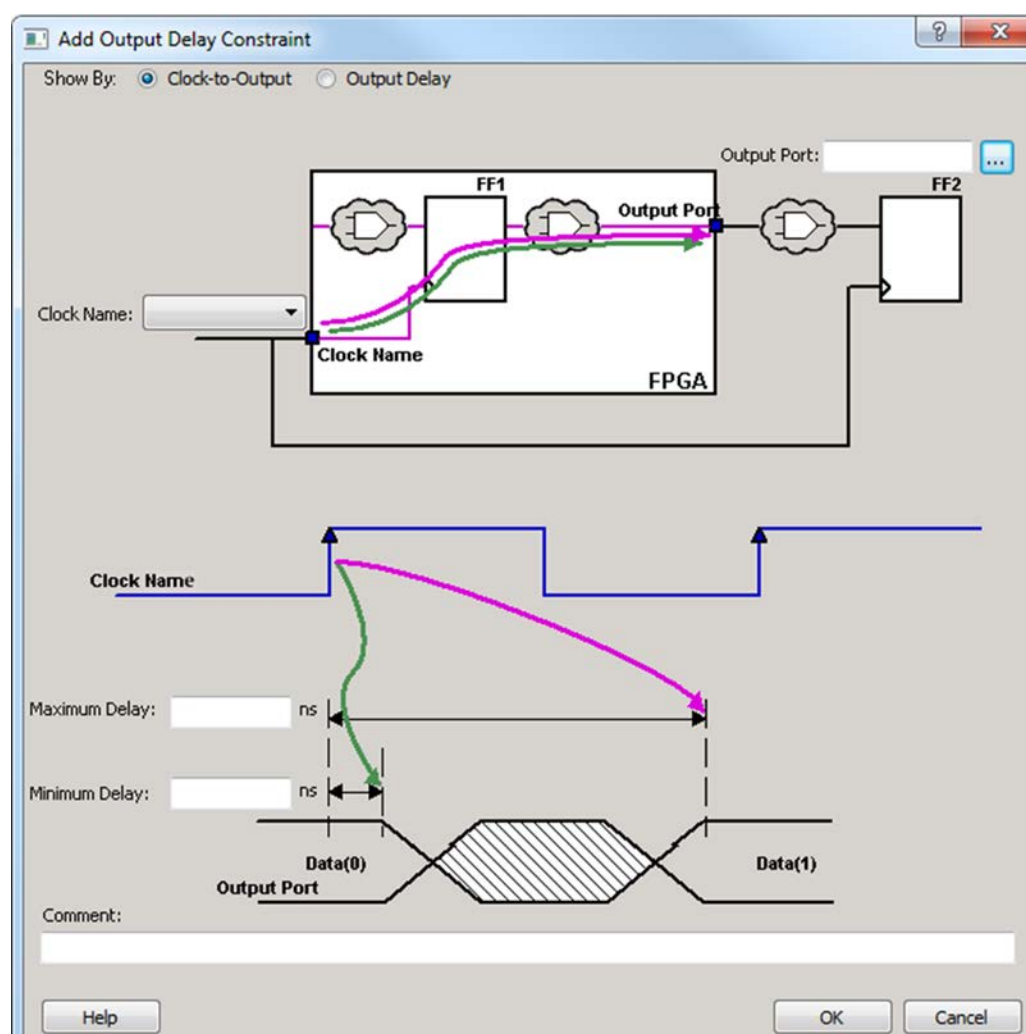 Add Output Delay Constraint
?
X
Show By: Clock-to-Output Output Delay
Output Port: ...
FF1
FF2
Output Port
Clock Name:
Clock Name
FPGA
Clock Name
Maximum Delay: ns
Minimum Delay: ns
Data(0) Data(1)
Output Port
Comment:
Help OK Cancel